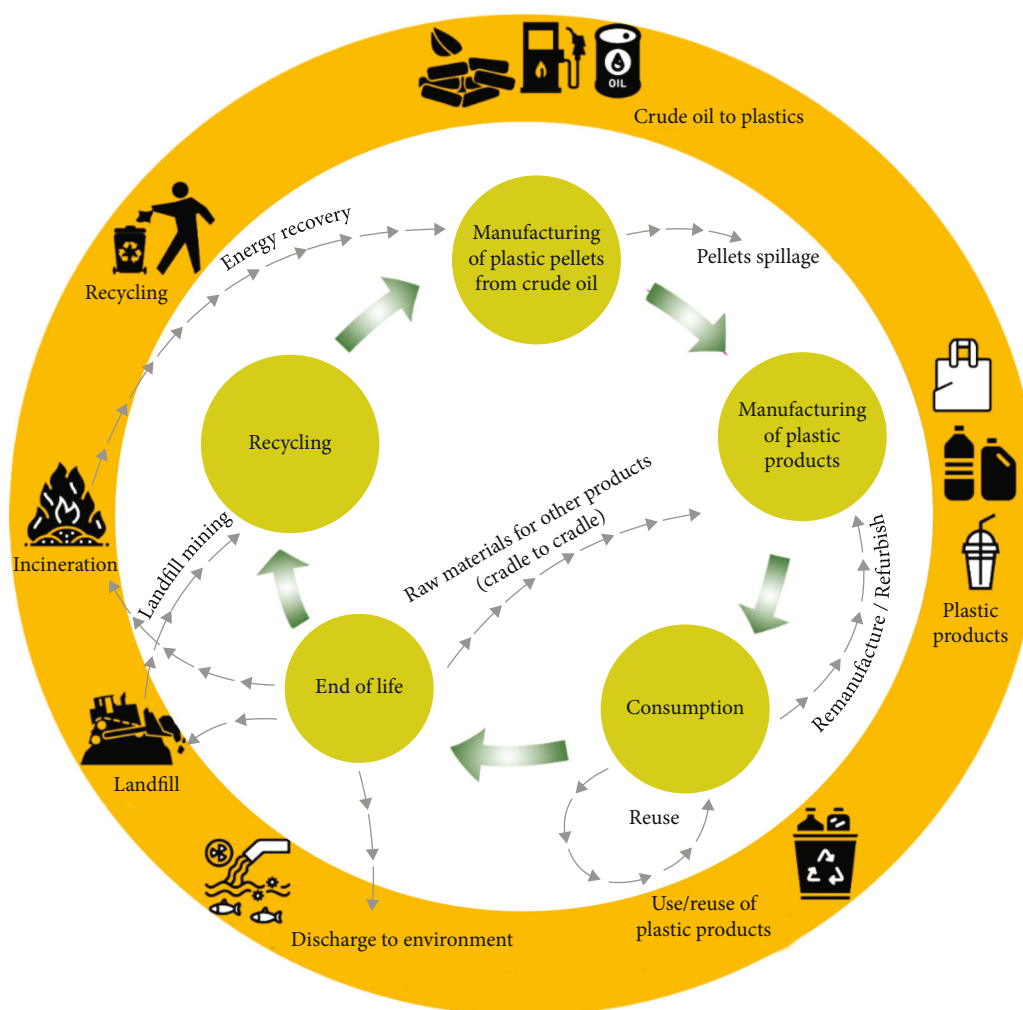 OIL
Crude oil to plastics
Energy recovery
Manufacturing
of plastic pellets
from crude oil
Pellets spillage
Recycling
Recycling
Manufacturing
of plastic
products
Raw materials for other products
(cradle to cradle)
Landfill mining
Incineration
Remanufacture / Refurbish
Plastic
products
End of life
Consumption
Landfill
Reuse
Use/reuse of
plastic products
Discharge to environment